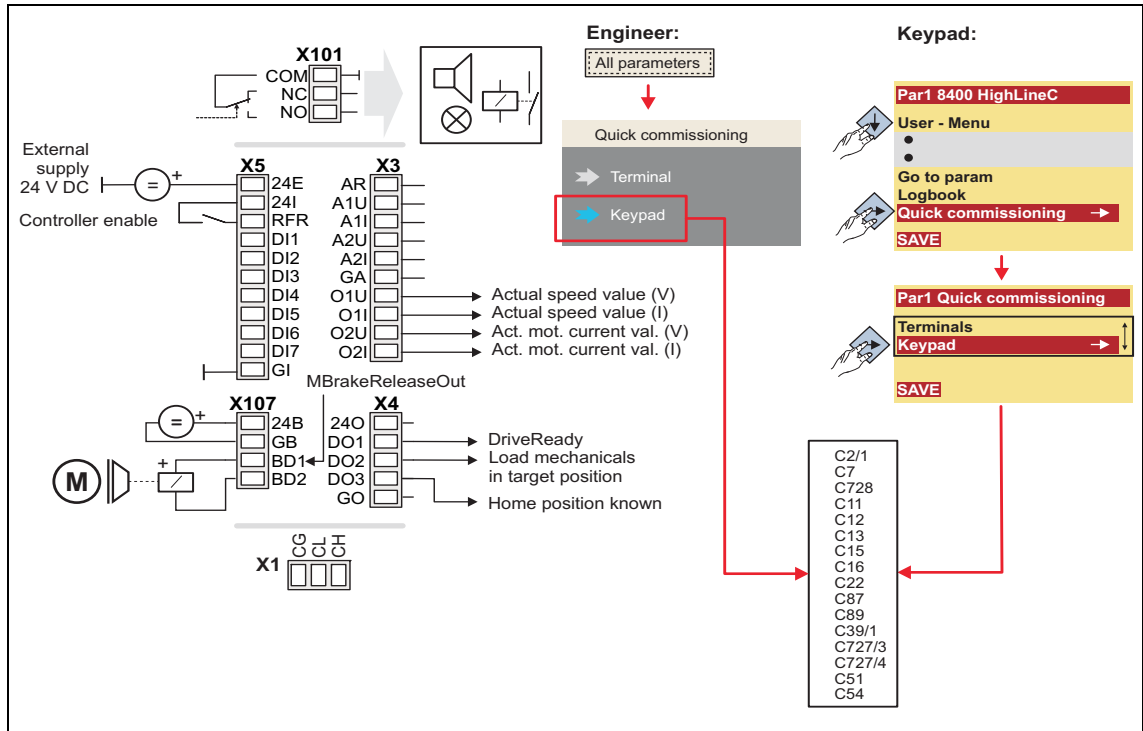 X101
COM
NC
NO
External
supply
24 V DC
=
+
Controller enable
X5
24E
24I
RFR
DI1
DI2
DI3
DI4
DI5
DI6
DI7
GI
X3
AR
A1U
A1I
A2U
A2I
GA
O1U
O1I
O2U
O2I
Actual speed value (V)
Actual speed value (I)
Act. mot. current val. (V)
Act. mot. current val. (I)
MBrakeReleaseOut
X107
=
+
24B
GB
BD1
BD2
M
+
X4
24O
DO1
DO2
DO3
GO
DriveReady
Load mechanicals
in target position
Home position known
X1
CG
CL
CH
Engineer:
All parameters
Quick commissioning
Terminal
Keypad
Keypad:
Par1 8400 HighLineC
User - Menu
Go to param
Logbook
Quick commissioning
SAVE
Par1 Quick commissioning
Terminals
Keypad
SAVE
C2/1
C7
C728
C11
C12
C13
C15
C16
C22
C87
C89
C39/1
C727/3
C727/4
C51
C54